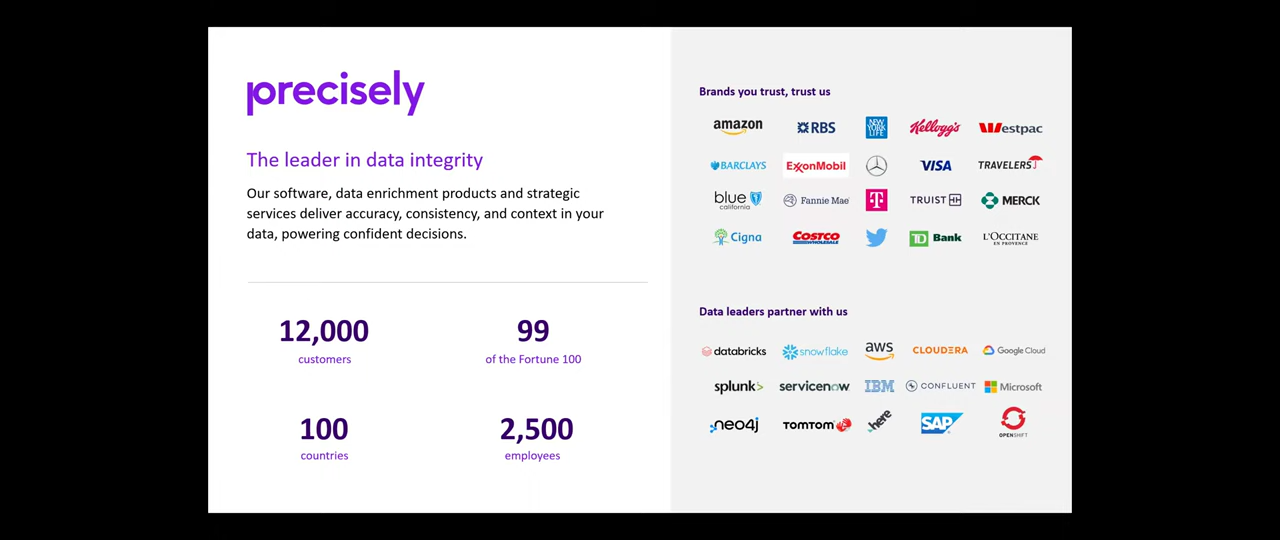 precisely
The leader in data integrity
Our software, data enrichment products and strategic
services deliver accuracy, consistency, and context in your
data, powering confident decisions.
12,000
customers
99
of the Fortune 100
100
countries
2,500
employees
Brands you trust, trust us
amazon
RBS
NEW YORK LIFE
Kellogg's
Westpac
BARCLAYS
ExxonMobil
VISA
TRAVELERS
blue
california
Fannie Mae
T
TRUIST
MERCK
Cigna
COSTCO
WHOLESALE
TD Bank
L'OCCITANE
EN PROVENCE
Data leaders partner with us
databricks
snowflake
aws
CLOUDERA
Google Cloud
splunk>
servicenow
IBM
CONFLUENT
Microsoft
neo4j
TOMTOM
here
SAP
OPENSHIFT